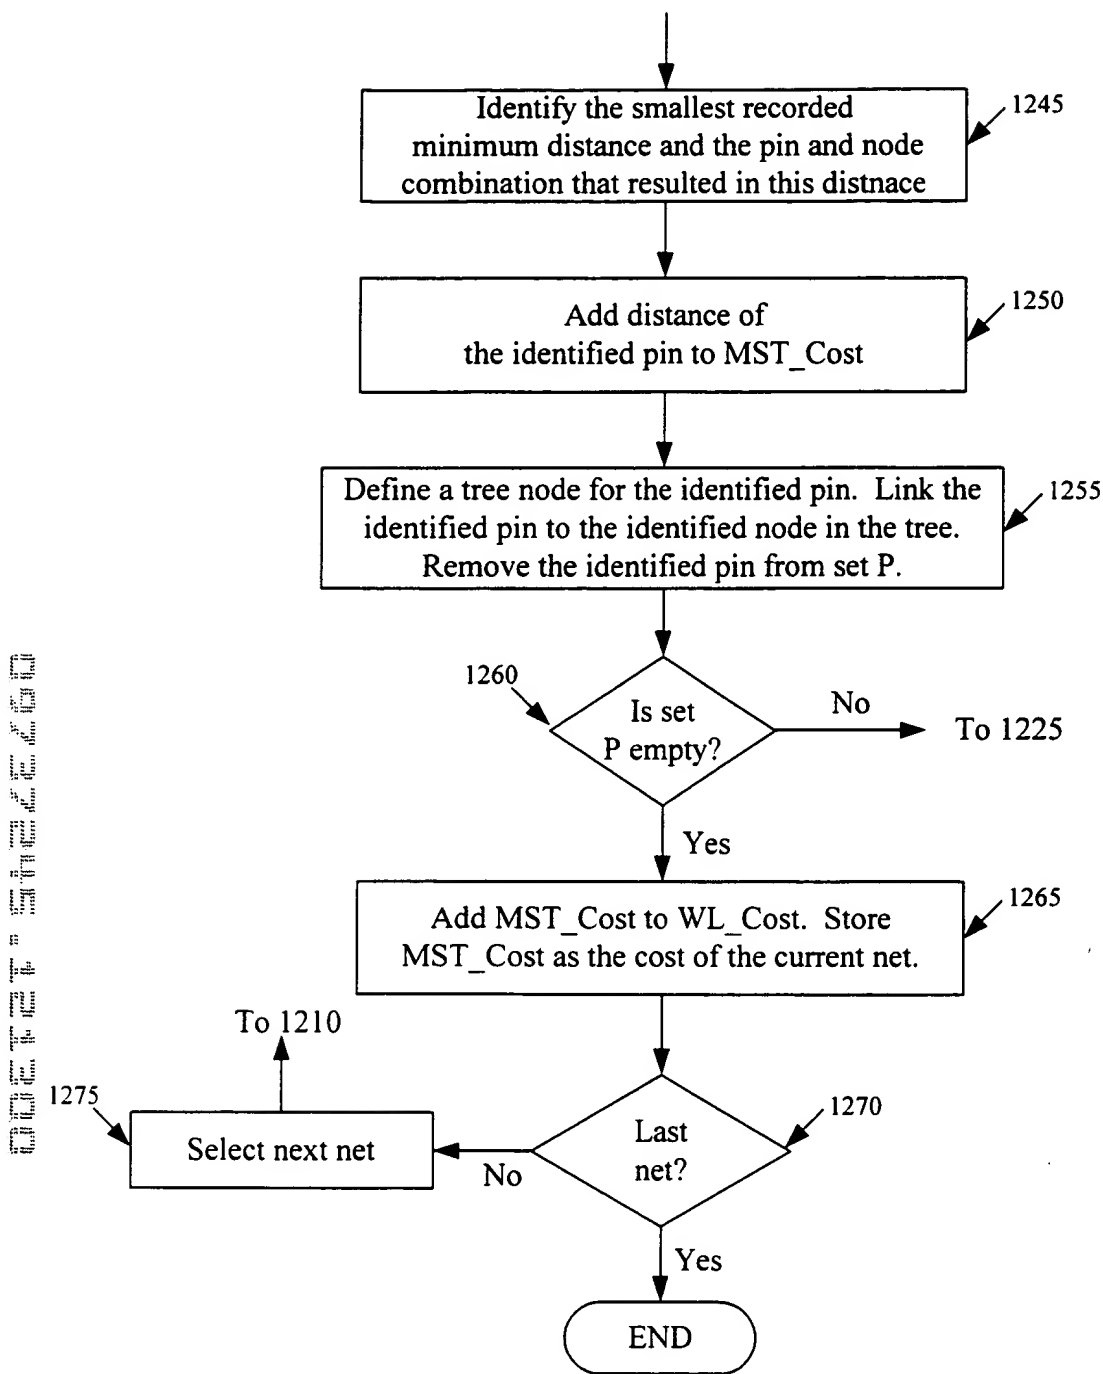 Identify the smallest recorded
minimum distance and the pin and node
combination that resulted in this distnace
1245
Add distance of
the identified pin to MST_Cost
1250
Define a tree node for the identified pin. Link the
identified pin to the identified node in the tree.
Remove the identified pin from set P.
1255
1260
Is set
P empty?
No
To 1225
Yes
Add MST_Cost to WL_Cost. Store
MST_Cost as the cost of the current net.
1265
To 1210
1275
Select next net
No
Last
net?
1270
Yes
END
09737245.121300